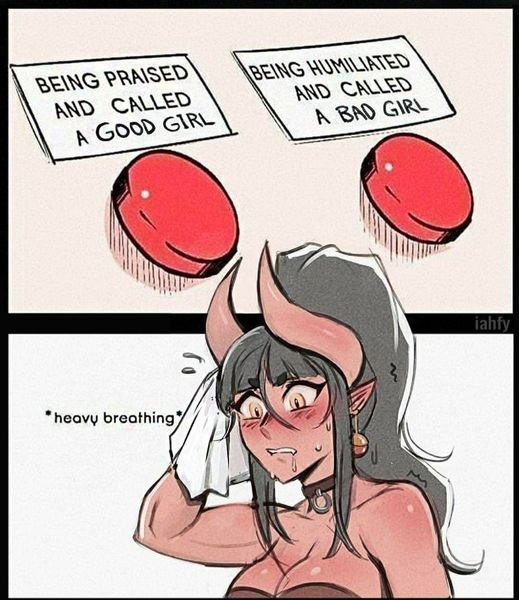 BEING PRAISED
AND CALLED
A GOOD GIRL
BEING HUMILIATED
AND CALLED
A BAD GIRL
iahfy
*heavy breathing*